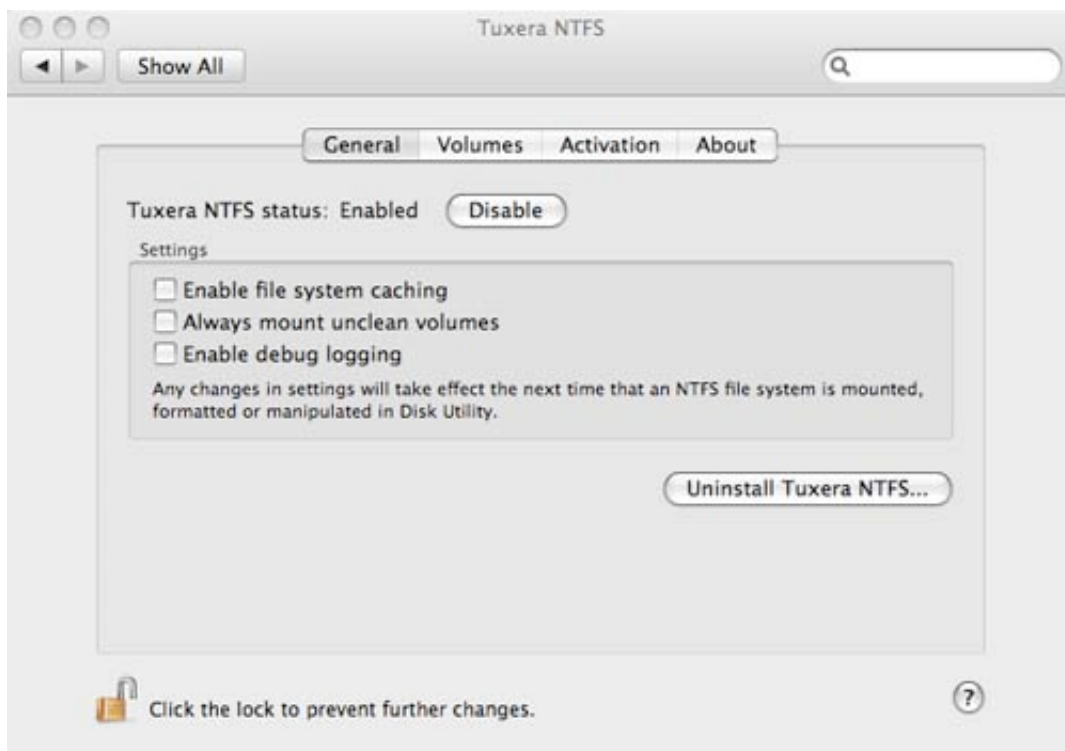 Tuxera NTFS
Show All
General Volumes Activation About
Tuxera NTFS status: Enabled Disable
Settings
Enable file system caching
Always mount unclean volumes
Enable debug logging
Any changes in settings will take effect the next time that an NTFS file system is mounted,
formatted or manipulated in Disk Utility.
Uninstall Tuxera NTFS...
Click the lock to prevent further changes.
?